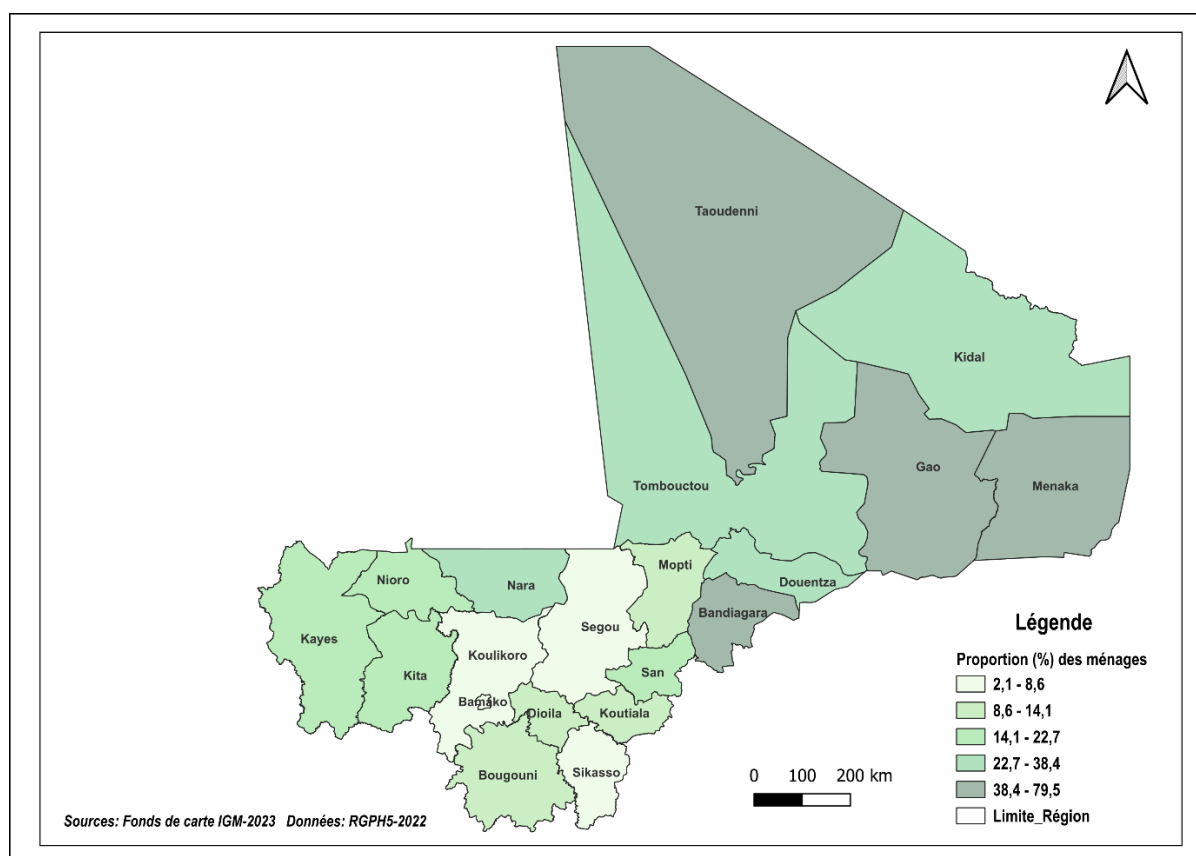 Taoudenni
Kidal
Gao
Menaka
Tombouctou
Mopti
Douentza
Nara
Nioro
Bandiagara
Kayes
Segou
Koulikoro
Kita
San
Bamako
Dioila
Koutiala
Bougouni
Sikasso
Légende
Proportion (%) des ménages
2,1 - 8,6
8,6 - 14,1
14,1 - 22,7
22,7 - 38,4
38,4 - 79,5
Limite_Région
0 100 200 km
Sources: Fonds de carte IGM-2023 Données: RGPH5-2022